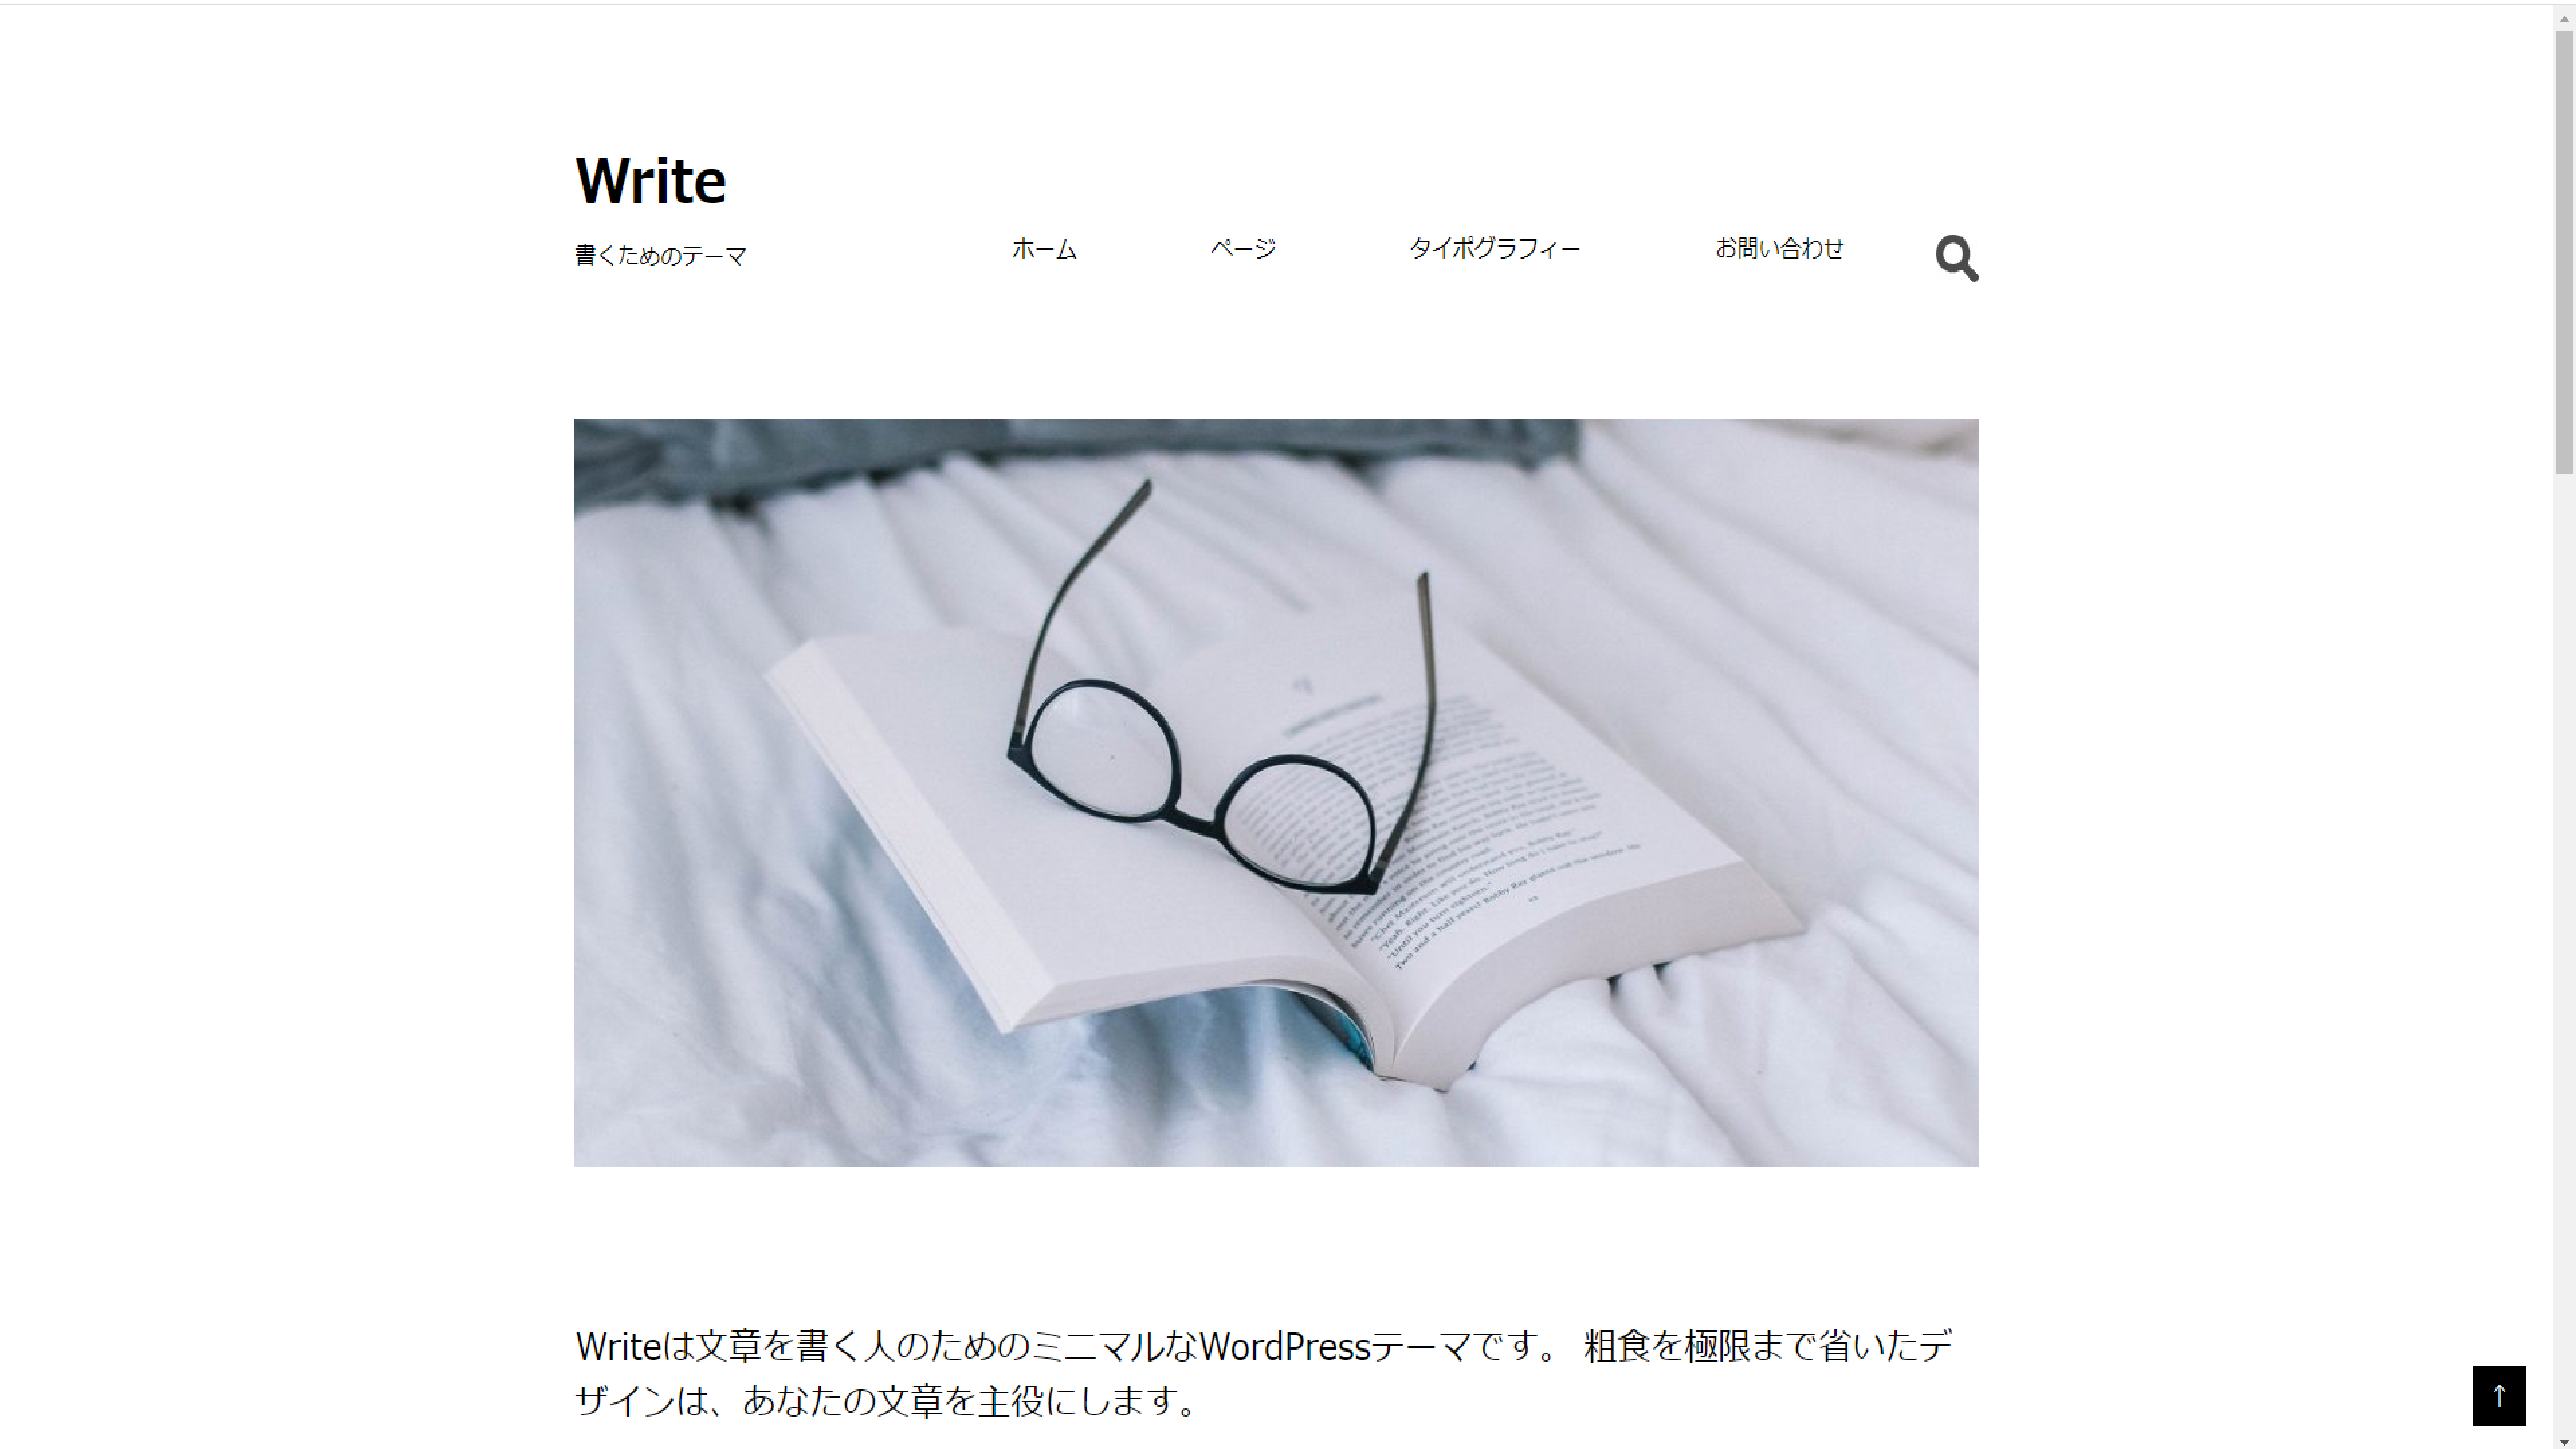 Write
書くためのテーマ
ホーム ページ タイポグラフィー お問い合わせ
Writeは文章を書く人のためのミニマルなWordPressテーマです。 粗食を極限まで省いたデ
ザインは、あなたの文章を主役にします。
↑